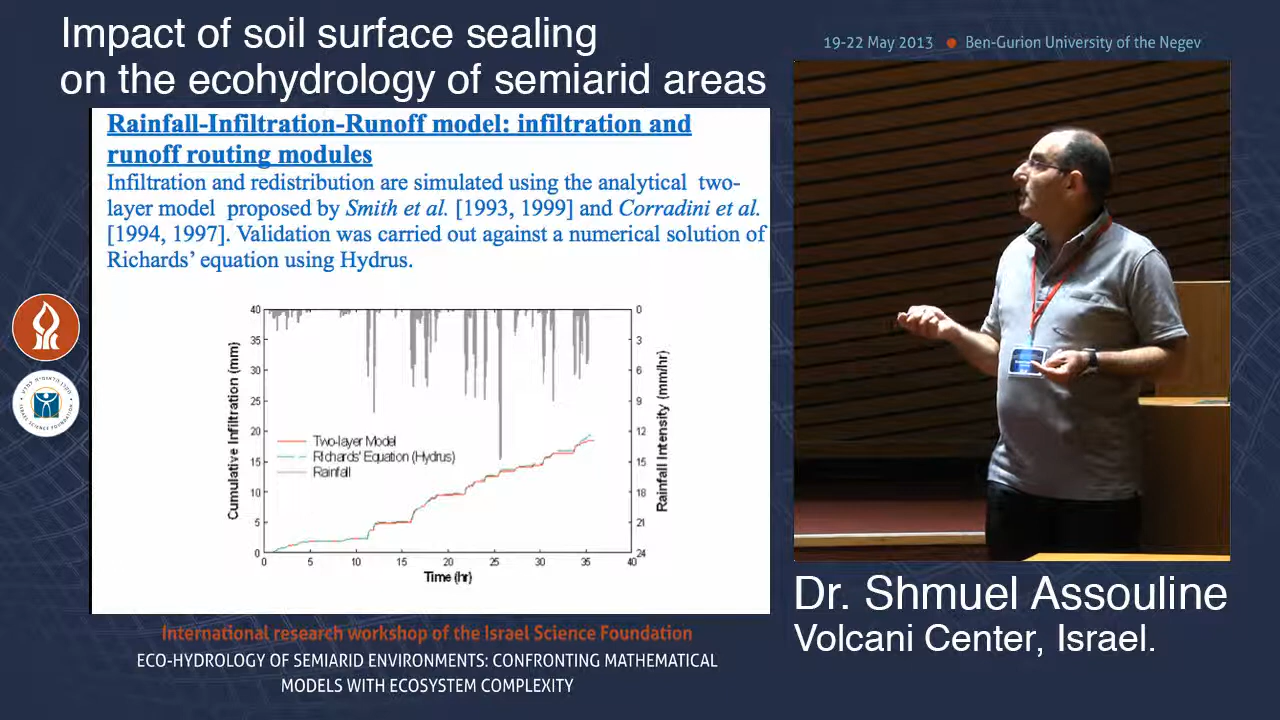 Impact of soil surface sealing
on the ecohydrology of semiarid areas
19-22 May 2013 ● Ben-Gurion University of the Negev
Rainfall-Infiltration-Runoff model: infiltration and
runoff routing modules
Infiltration and redistribution are simulated using the analytical two-
layer model proposed by Smith et al. [1993, 1999] and Corradini et al.
[1994, 1997]. Validation was carried out against a numerical solution of
Richards' equation using Hydrus.
40
35
30
25
20
15
10
5
0
Cumulative Infiltration (mm)
Two-layer Model
Richards' Equation (Hydrus)
Rainfall
0
3
6
9
12
15
18
21
24
Rainfall Intensity (mm/hr)
0 5 10 15 20 25 30 35 40
Time (hr)
ISRAEL SCIENCE FOUNDATION
Dr. Shmuel Assouline
Volcani Center, Israel.
International research workshop of the Israel Science Foundation
ECO-HYDROLOGY OF SEMIARID ENVIRONMENTS: CONFRONTING MATHEMATICAL
MODELS WITH ECOSYSTEM COMPLEXITY